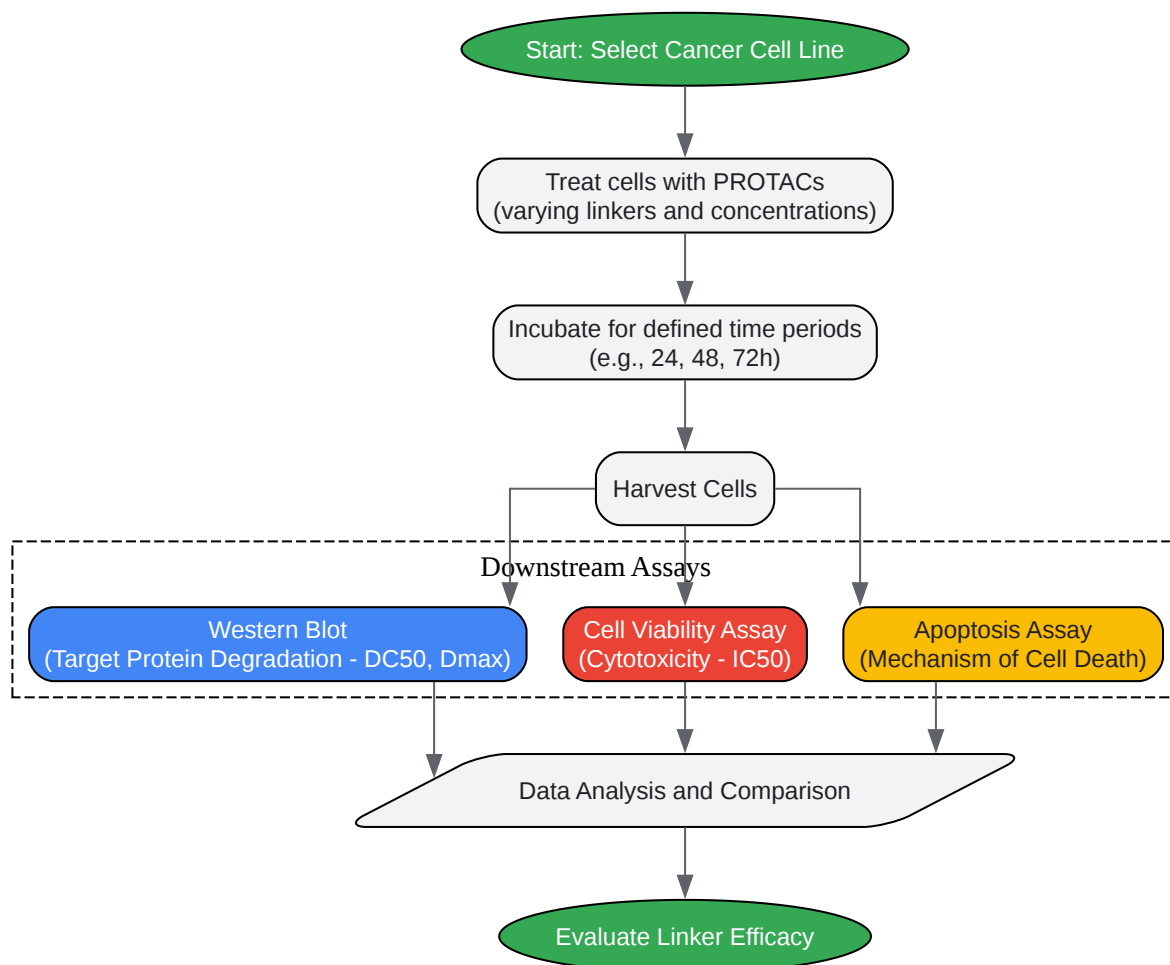 Start: Select Cancer Cell Line
Treat cells with PROTACs
(varying linkers and concentrations)
Incubate for defined time periods
(e.g., 24, 48, 72h)
Harvest Cells
Downstream Assays
Western Blot
(Target Protein Degradation - DC50, Dmax)
Cell Viability Assay
(Cytotoxicity - IC50)
Apoptosis Assay
(Mechanism of Cell Death)
Data Analysis and Comparison
Evaluate Linker Efficacy